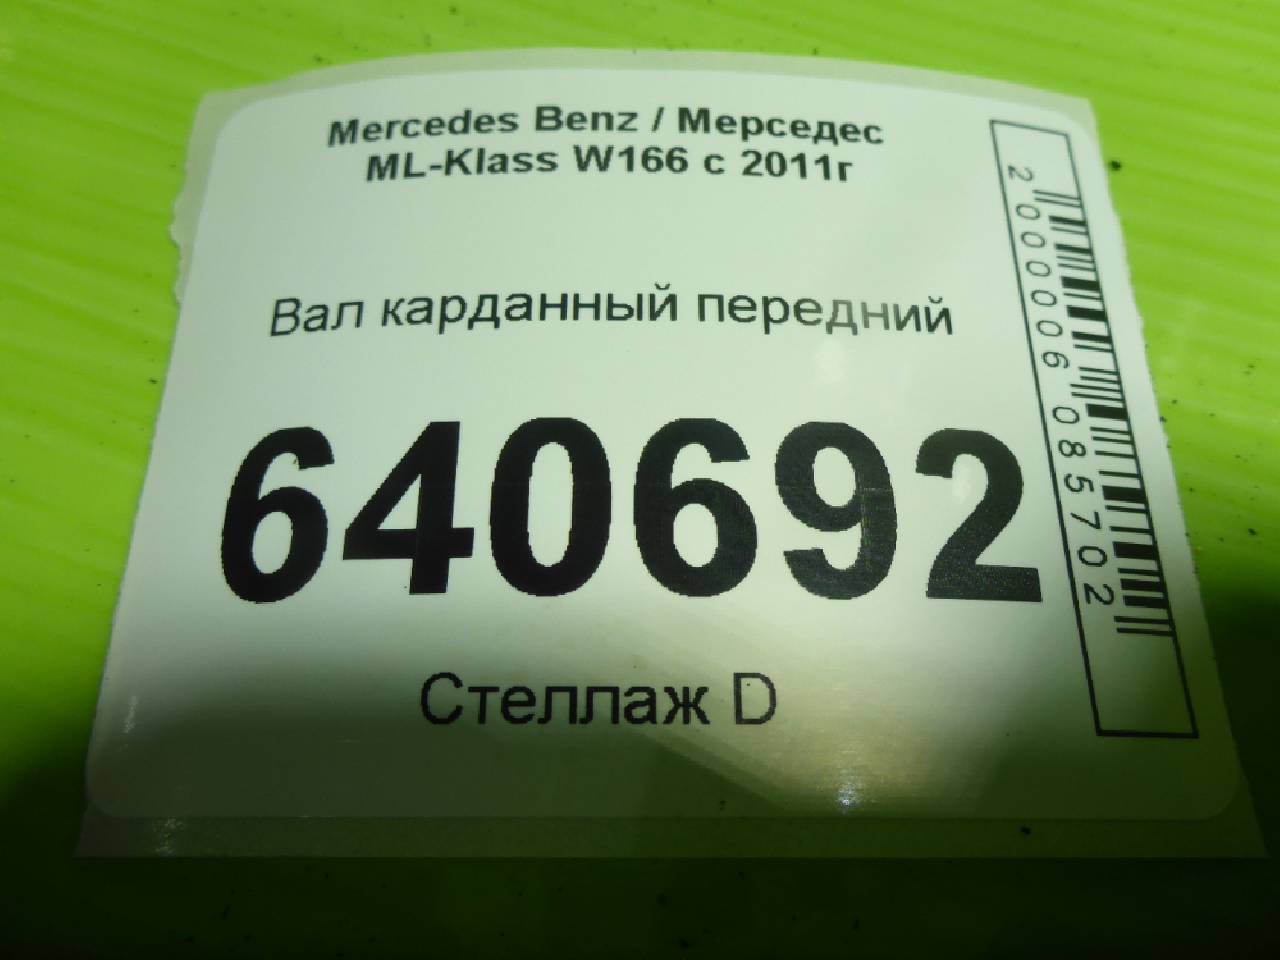 Mercedes Benz / Мерседес
ML-Klass W166 с 2011г
Вал карданный передний
640692
Стеллаж D
2000006085702